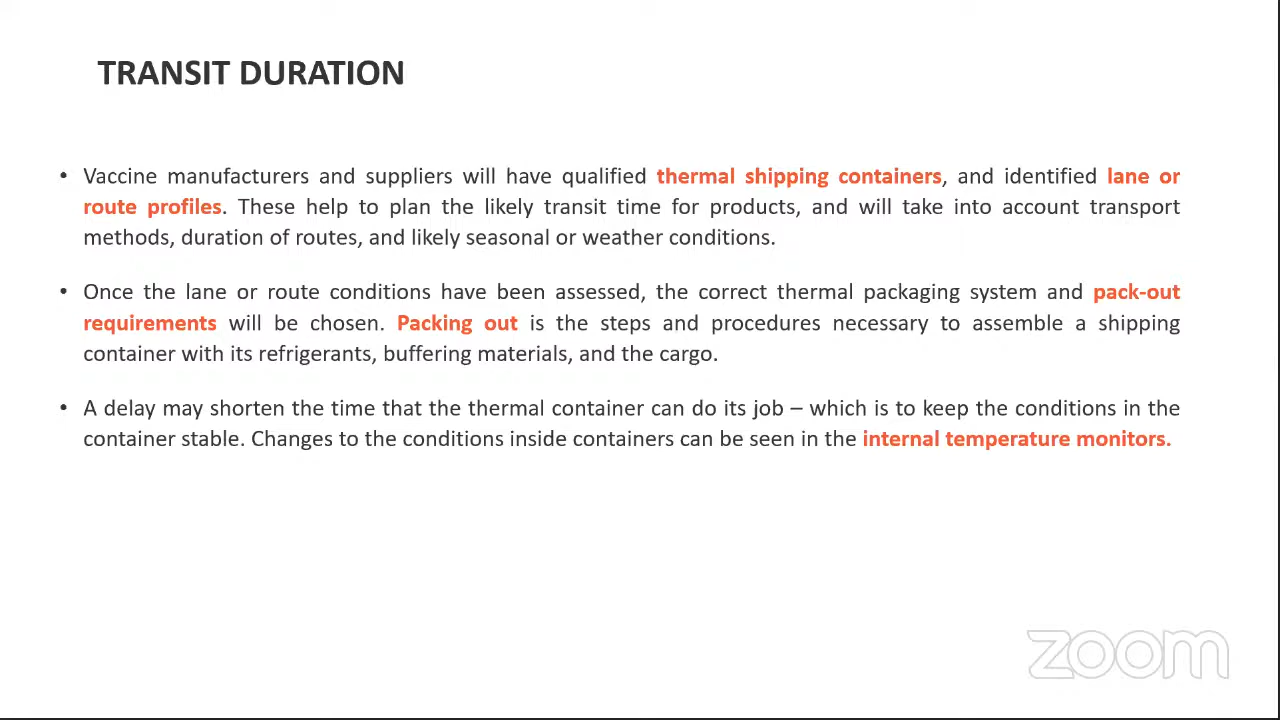 TRANSIT DURATION
• Vaccine manufacturers and suppliers will have qualified thermal shipping containers, and identified lane or
route profiles. These help to plan the likely transit time for products, and will take into account transport
methods, duration of routes, and likely seasonal or weather conditions.
• Once the lane or route conditions have been assessed, the correct thermal packaging system and pack-out
requirements will be chosen. Packing out is the steps and procedures necessary to assemble a shipping
container with its refrigerants, buffering materials, and the cargo.
• A delay may shorten the time that the thermal container can do its job – which is to keep the conditions in the
container stable. Changes to the conditions inside containers can be seen in the internal temperature monitors.
zoom